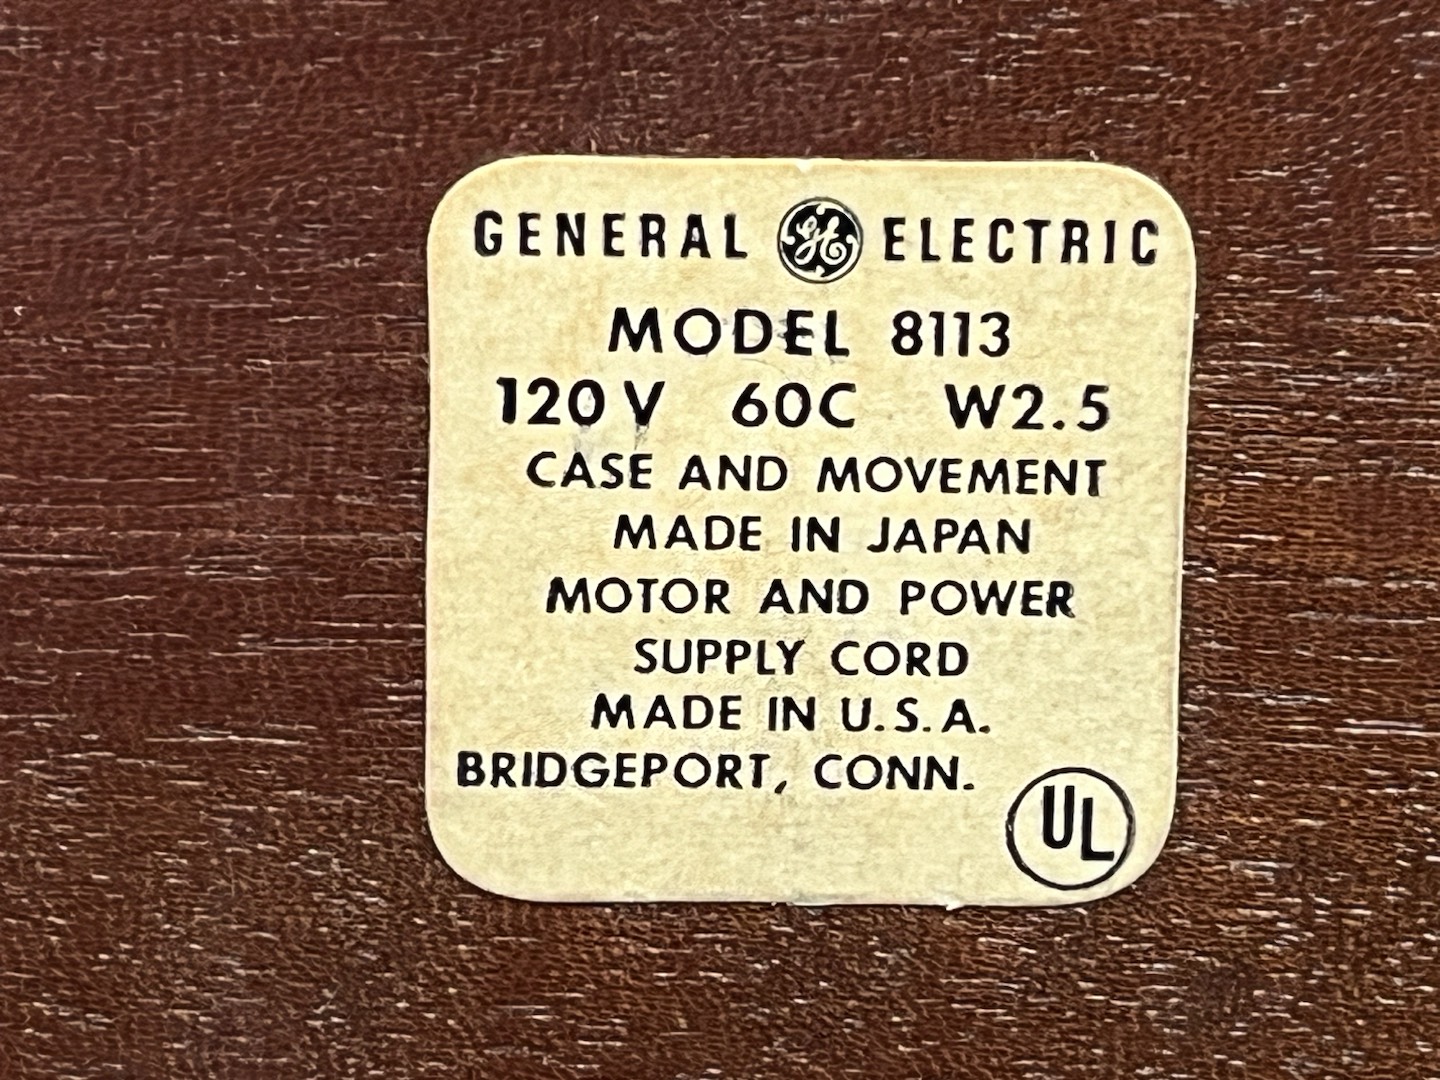 GENERAL GE ELECTRIC
MODEL 8113
120V 60C W2.5
CASE AND MOVEMENT
MADE IN JAPAN
MOTOR AND POWER
SUPPLY CORD
MADE IN U.S.A.
BRIDGEPORT, CONN.
UL